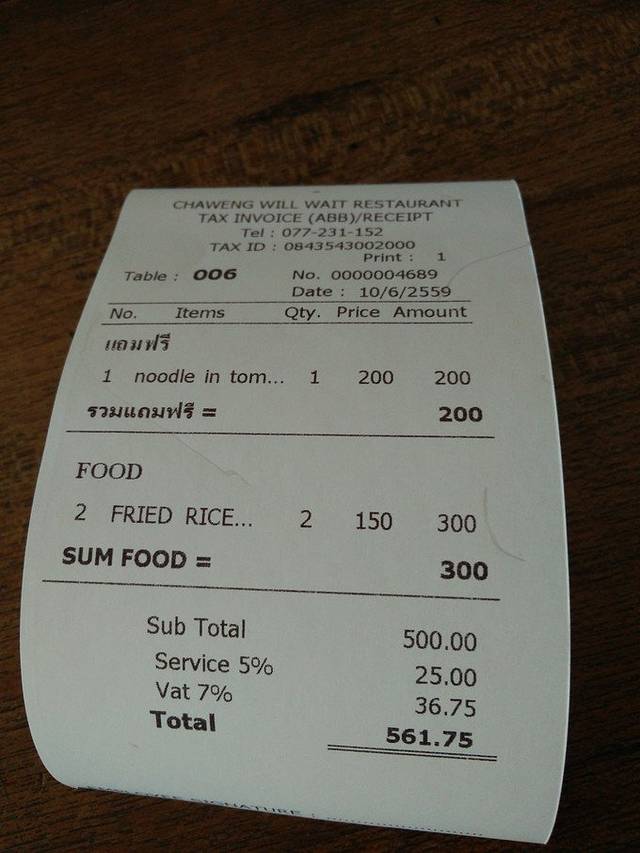 CHAWENG WILL WAIT RESTAURANT
TAX INVOICE (ABB)/RECEIPT
Tel : 077-231-152
TAX ID : 0843543002000
Print : 1
Table : 006 No. 0000004689
Date : 10/6/2559
No. Items Qty. Price Amount
แถมฟรี
1 noodle in tom... 1 200 200
รวมแถมฟรี = 200
FOOD
2 FRIED RICE... 2 150 300
SUM FOOD = 300
Sub Total 500.00
Service 5% 25.00
Vat 7% 36.75
Total 561.75
SIGNATURE :